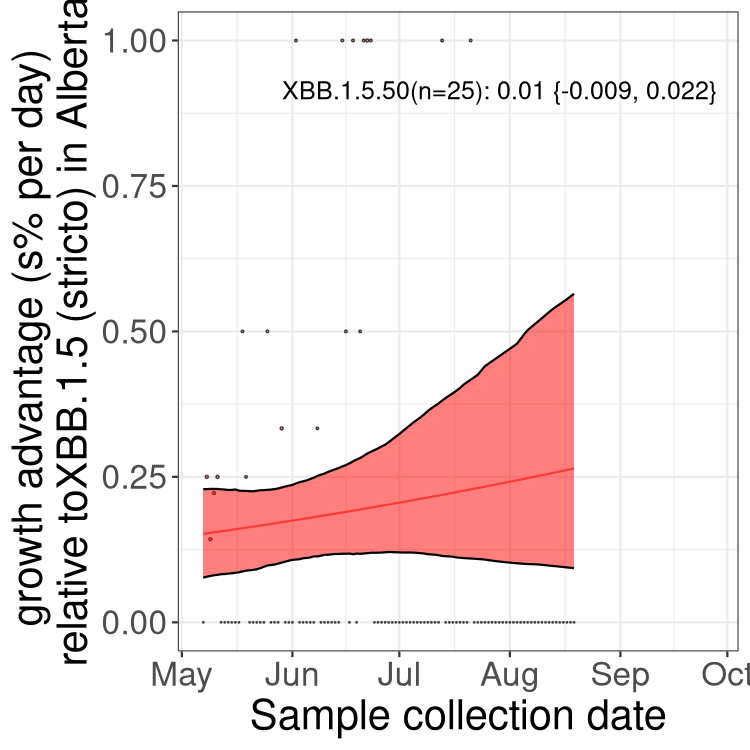 growth advantage (s% per day)
relative toXBB.1.5 (stricto) in Alberta
1.00
0.75
0.50
0.25
0.00
XBB.1.5.50(n=25): 0.01 {-0.009, 0.022}
May Jun Jul Aug Sep Oct
Sample collection date